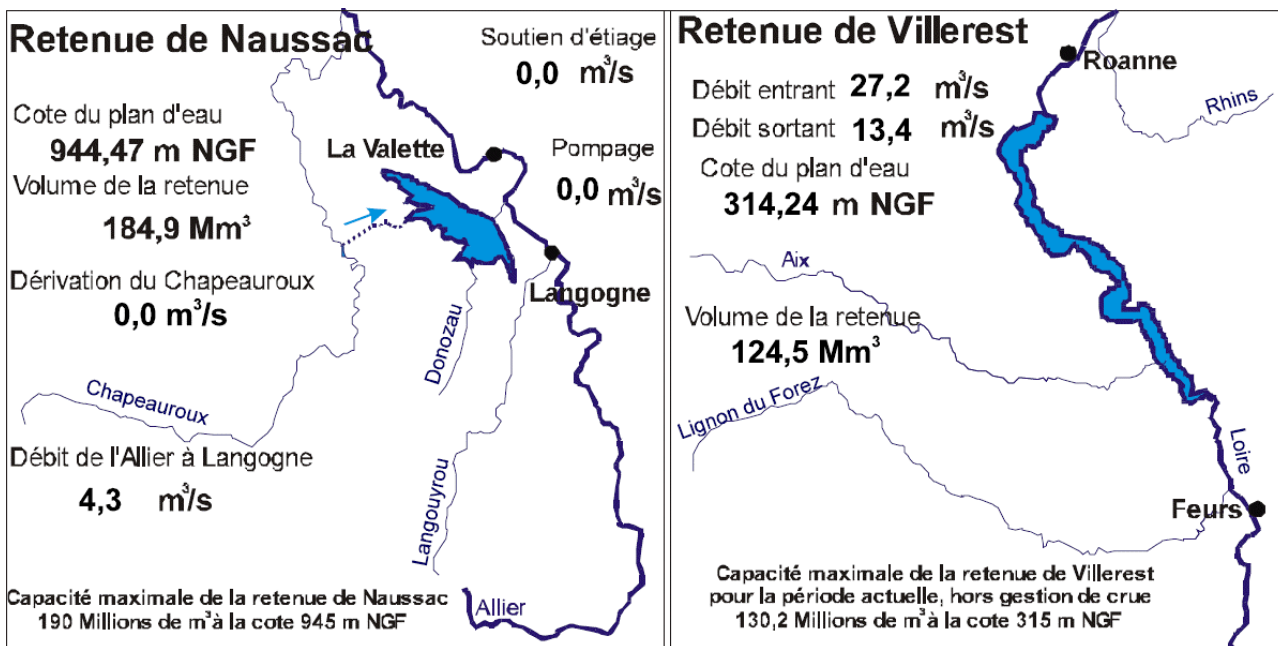 Retenue de Naussac
Soutien d'étiage
0,0 m³/s
Cote du plan d'eau
944,47 m NGF
La Valette
Pompage
0,0 m³/s
Volume de la retenue
184,9 Mm³
Dérivation du Chapeauroux
0,0 m³/s
Langogne
Donozau
Chapeauroux
Débit de l'Allier à Langogne
4,3 m³/s
Langouyrou
Allier
Capacité maximale de la retenue de Naussac
190 Millions de m³ à la cote 945 m NGF
Retenue de Villerest
Roanne
Débit entrant 27,2 m³/s
Débit sortant 13,4 m³/s
Rhins
Cote du plan d'eau
314,24 m NGF
Aix
Volume de la retenue
124,5 Mm³
Lignon du Forez
Loire
Feurs
Capacité maximale de la retenue de Villerest
pour la période actuelle, hors gestion de crue
130,2 Millions de m³ à la cote 315 m NGF